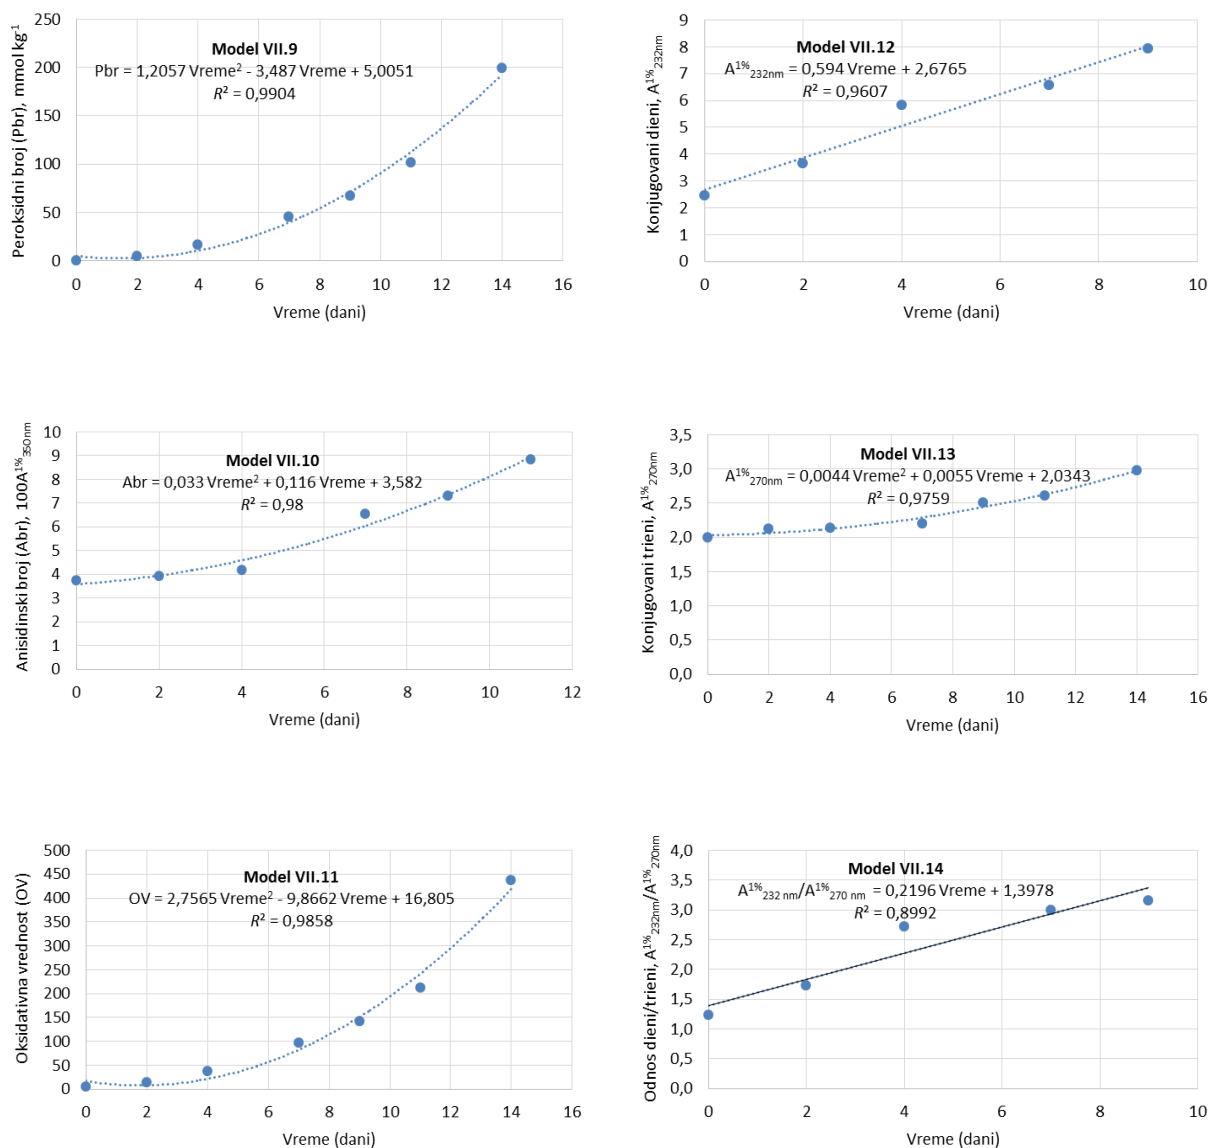 Peroksidni broj (Pbr), mmol kg⁻¹
250
200
150
100
50
0
Model VII.9
Pbr = 1,2057 Vreme² - 3,487 Vreme + 5,0051
R² = 0,9904
0 2 4 6 8 10 12 14 16
Vreme (dani)
Konjugovani dieni, A¹%₂₃₂nm
9
8
7
6
5
4
3
2
1
0
Model VII.12
A¹%₂₃₂nm = 0,594 Vreme + 2,6765
R² = 0,9607
0 2 4 6 8 10
Vreme (dani)
Anisidinski broj (Abr), 100A¹%₃₅₀nm
10
9
8
7
6
5
4
3
2
1
0
Model VII.10
Abr = 0,033 Vreme² + 0,116 Vreme + 3,582
R² = 0,98
0 2 4 6 8 10 12
Vreme (dani)
Konjugovani trieni, A¹%₂₇₀nm
3,5
3,0
2,5
2,0
1,5
1,0
0,5
0,0
Model VII.13
A¹%₂₇₀nm = 0,0044 Vreme² + 0,0055 Vreme + 2,0343
R² = 0,9759
0 2 4 6 8 10 12 14 16
Vreme (dani)
Oksidativna vrednost (OV)
500
450
400
350
300
250
200
150
100
50
0
Model VII.11
OV = 2,7565 Vreme² - 9,8662 Vreme + 16,805
R² = 0,9858
0 2 4 6 8 10 12 14 16
Vreme (dani)
Odnos dieni/trieni, A¹%₂₃₂nm/A¹%₂₇₀nm
4,0
3,5
3,0
2,5
2,0
1,5
1,0
0,5
0,0
Model VII.14
A¹%₂₃₂ nm/A¹%₂₇₀ nm = 0,2196 Vreme + 1,3978
R² = 0,8992
0 2 4 6 8 10
Vreme (dani)